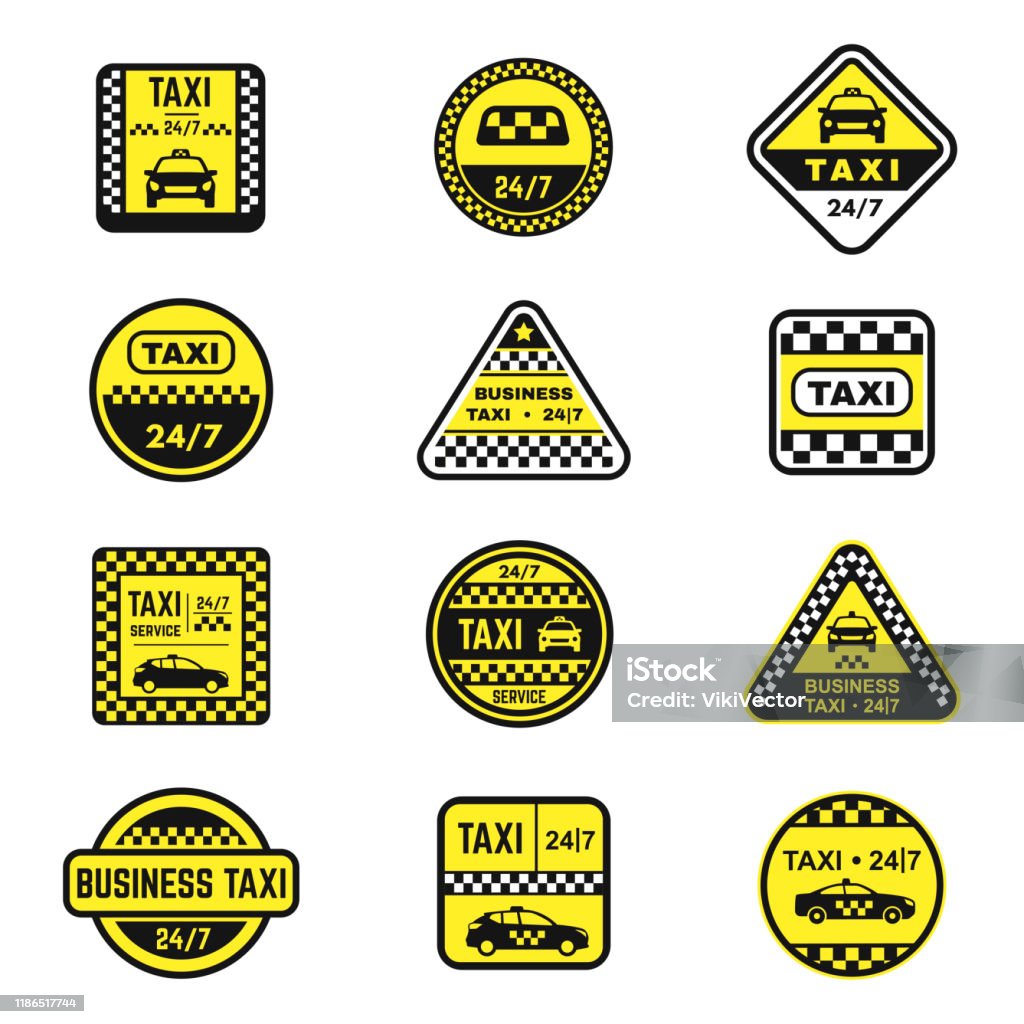 TAXI
24/7
24/7
TAXI
24/7
TAXI
24/7
BUSINESS
TAXI • 24|7
TAXI
TAXI
SERVICE
24/7
24/7
TAXI
SERVICE
BUSINESS
TAXI • 24|7
iStock™
Credit: VikiVector
BUSINESS TAXI
24/7
TAXI
24|7
TAXI • 24|7
1186517744